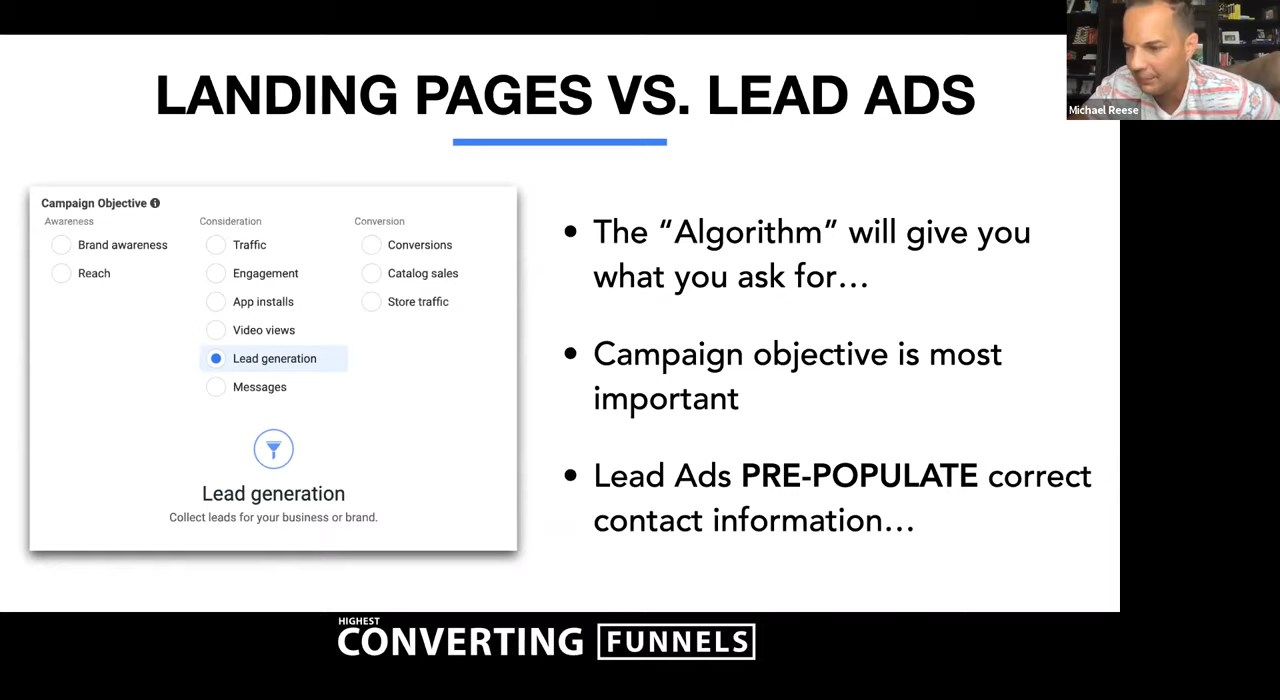 Michael Reese
LANDING PAGES VS. LEAD ADS
Campaign Objective
Awareness
Brand awareness
Reach
Consideration
Traffic
Engagement
App installs
Video views
Lead generation
Messages
Conversion
Conversions
Catalog sales
Store traffic
Lead generation
Collect leads for your business or brand.
• The “Algorithm” will give you
what you ask for…
• Campaign objective is most
important
• Lead Ads PRE-POPULATE correct
contact information…
HIGHEST
CONVERTING FUNNELS